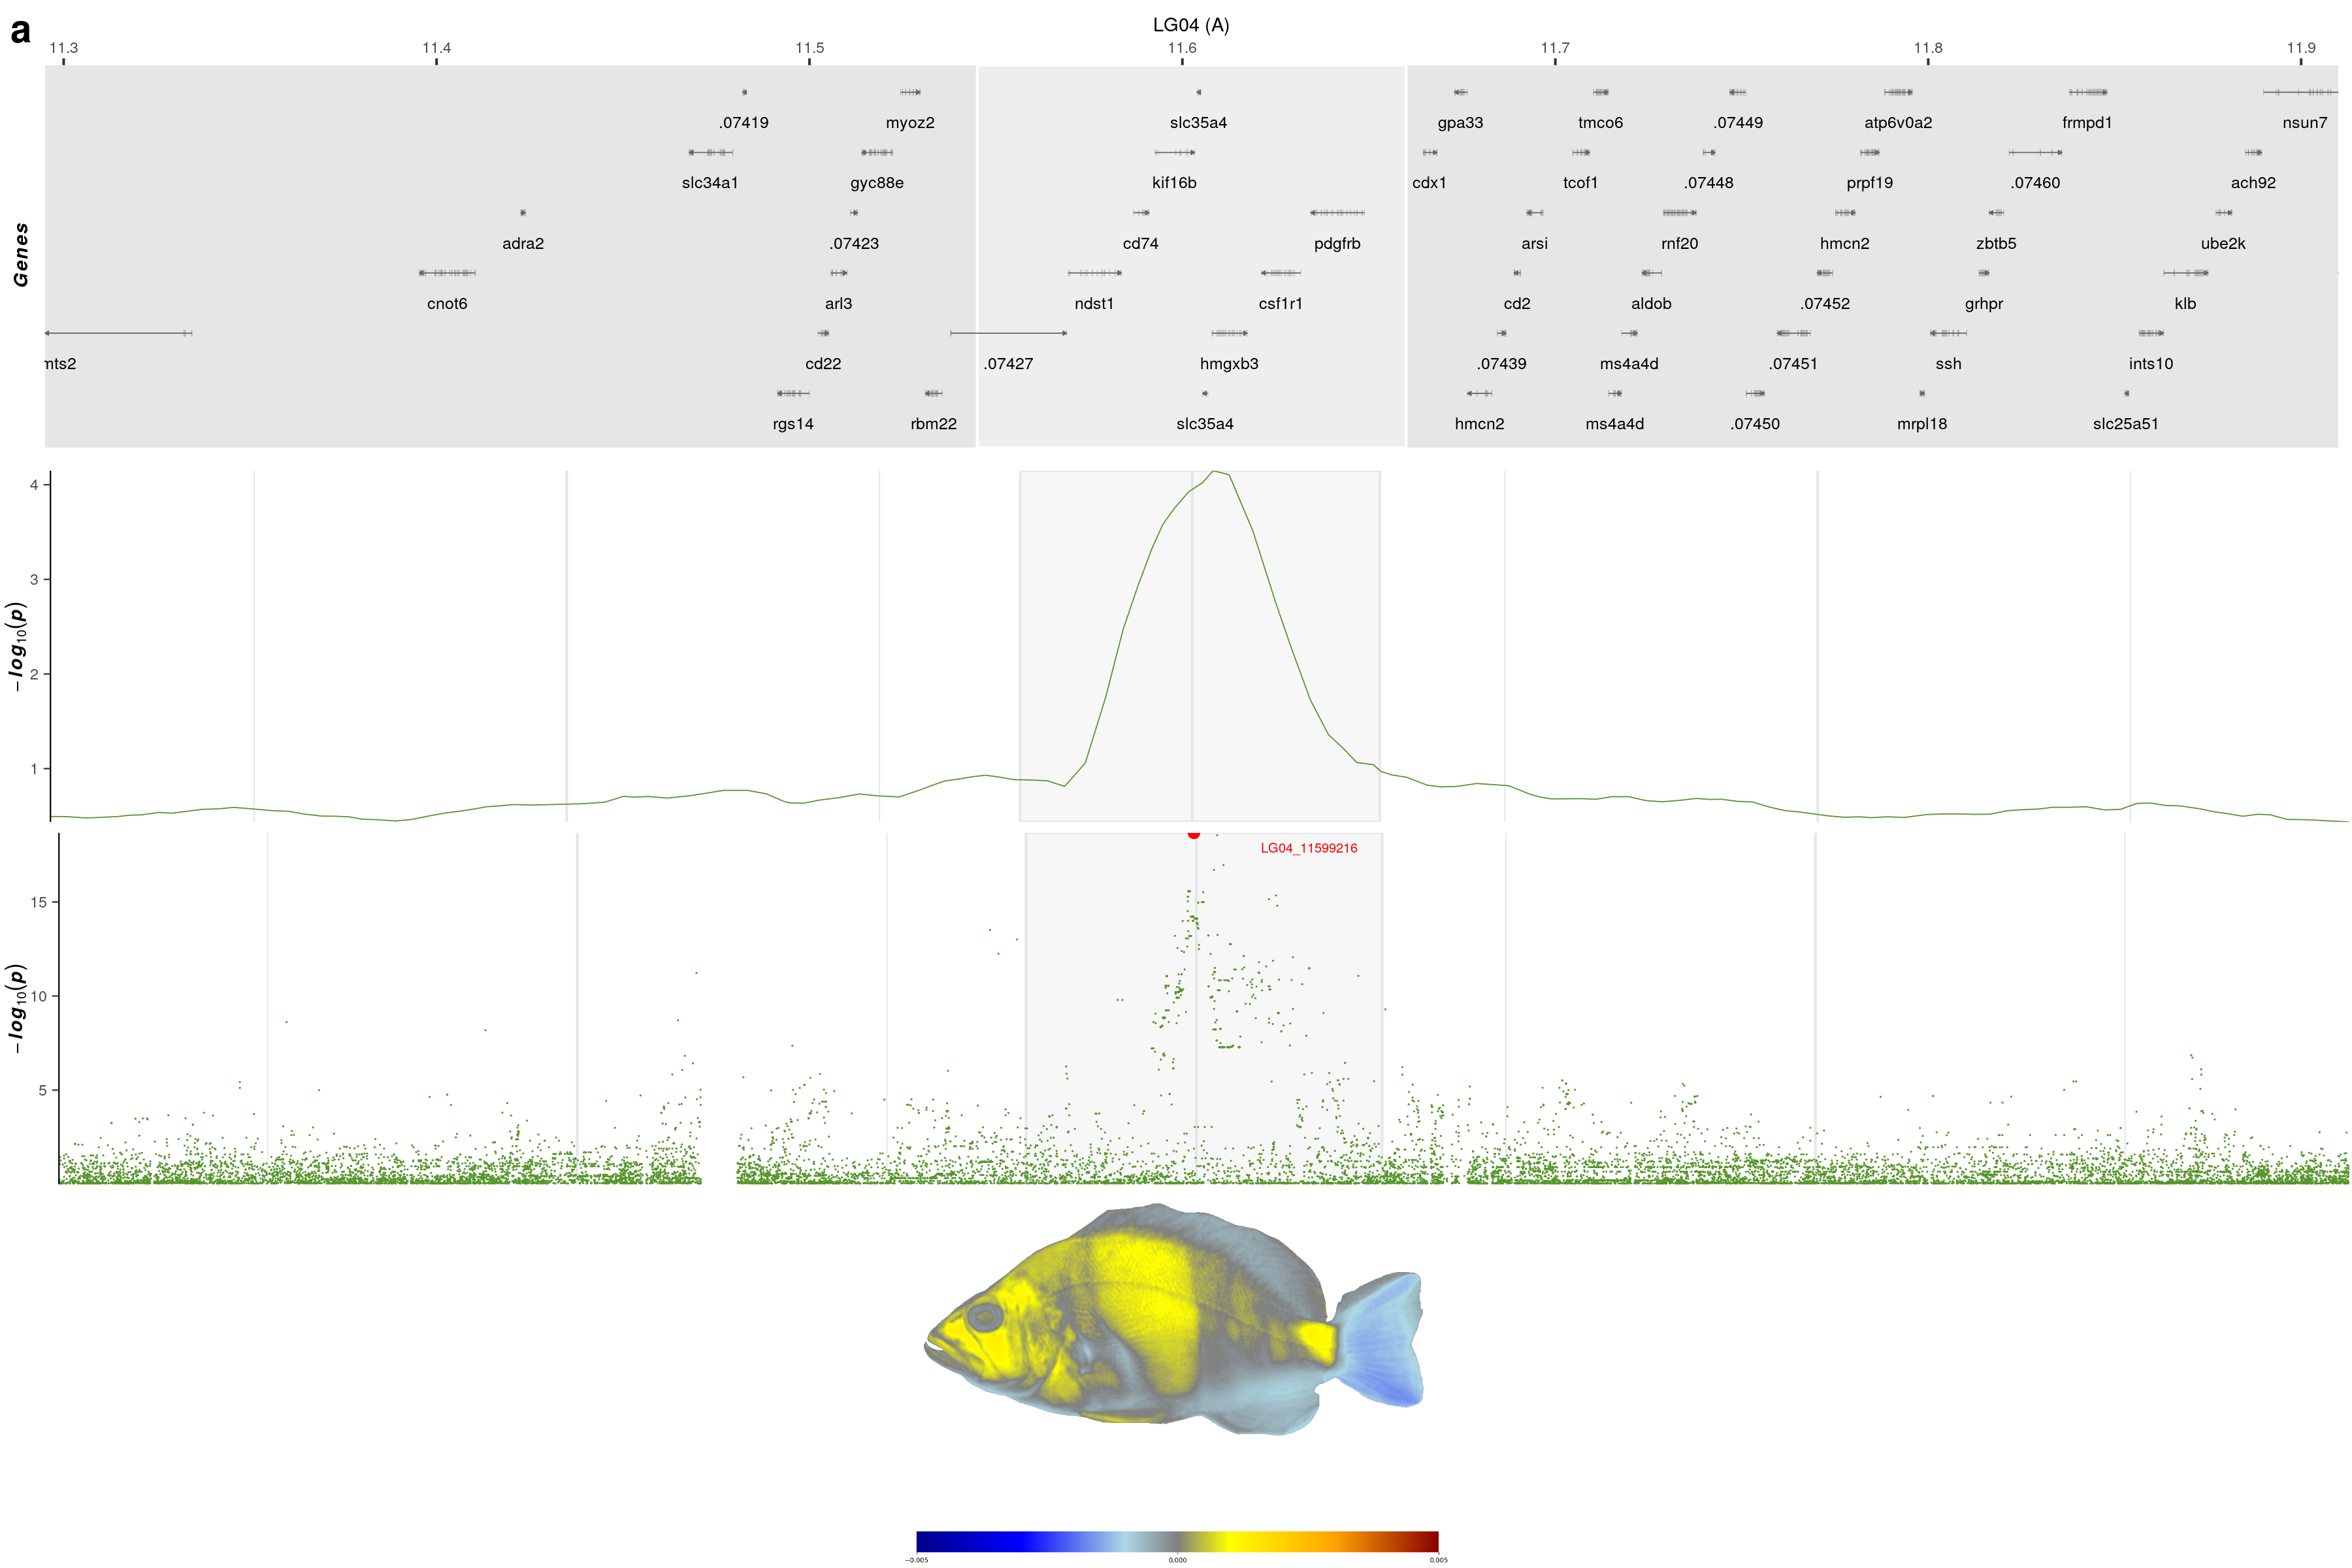 a
LG04 (A)
11.3 11.4 11.5 11.6 11.7 11.8 11.9
Genes
.07419 myoz2 slc35a4 gpa33 tmco6 .07449 atp6v0a2 frmpd1 nsun7
slc34a1 gyc88e kif16b cdx1 tcof1 .07448 prpf19 .07460 ach92
adra2 .07423 cd74 pdgfrb arsi rnf20 hmcn2 zbtb5 ube2k
cnot6 arl3 ndst1 csf1r1 cd2 aldob .07452 grhpr klb
mts2 cd22 .07427 hmgxb3 .07439 ms4a4d .07451 ssh ints10
rgs14 rbm22 slc35a4 hmcn2 ms4a4d .07450 mrpl18 slc25a51
−log10(p)
4
3
2
1
−log10(p)
LG04_11599216
15
10
5
−0.005 0.000 0.005